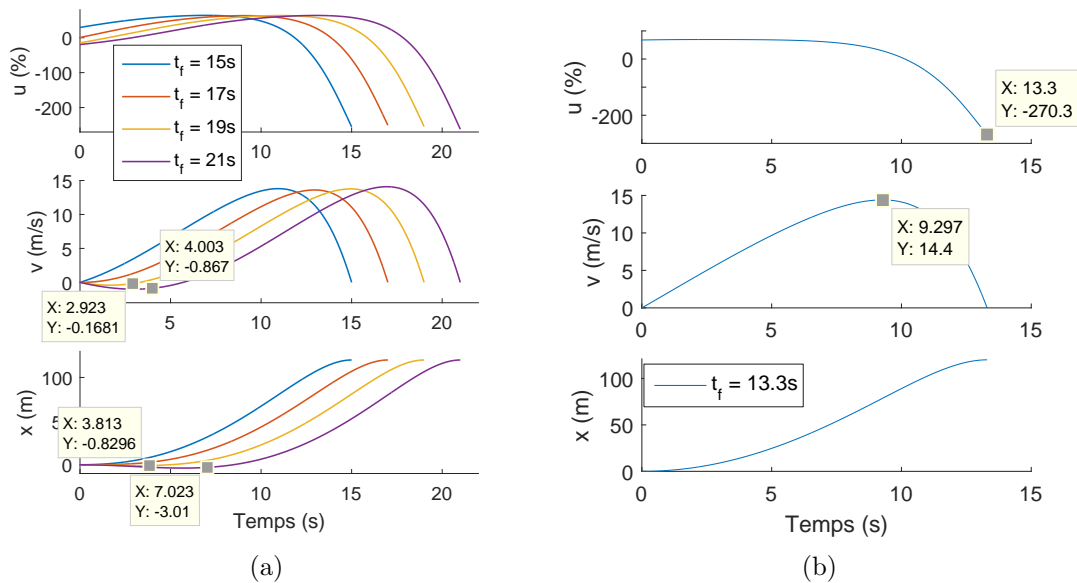 u (%)
0
-100
-200
t_f = 15s
t_f = 17s
t_f = 19s
t_f = 21s
0
5
10
15
20
v (m/s)
15
10
5
0
X: 4.003
Y: -0.867
X: 2.923
Y: -0.1681
5
10
15
20
x (m)
100
0
X: 3.813
Y: -0.8296
X: 7.023
Y: -3.01
0
5
10
15
20
Temps (s)
(a)
u (%)
0
-200
X: 13.3
Y: -270.3
0
5
10
15
v (m/s)
15
10
5
0
X: 9.297
Y: 14.4
0
5
10
15
x (m)
100
50
0
t_f = 13.3s
0
5
10
15
Temps (s)
(b)